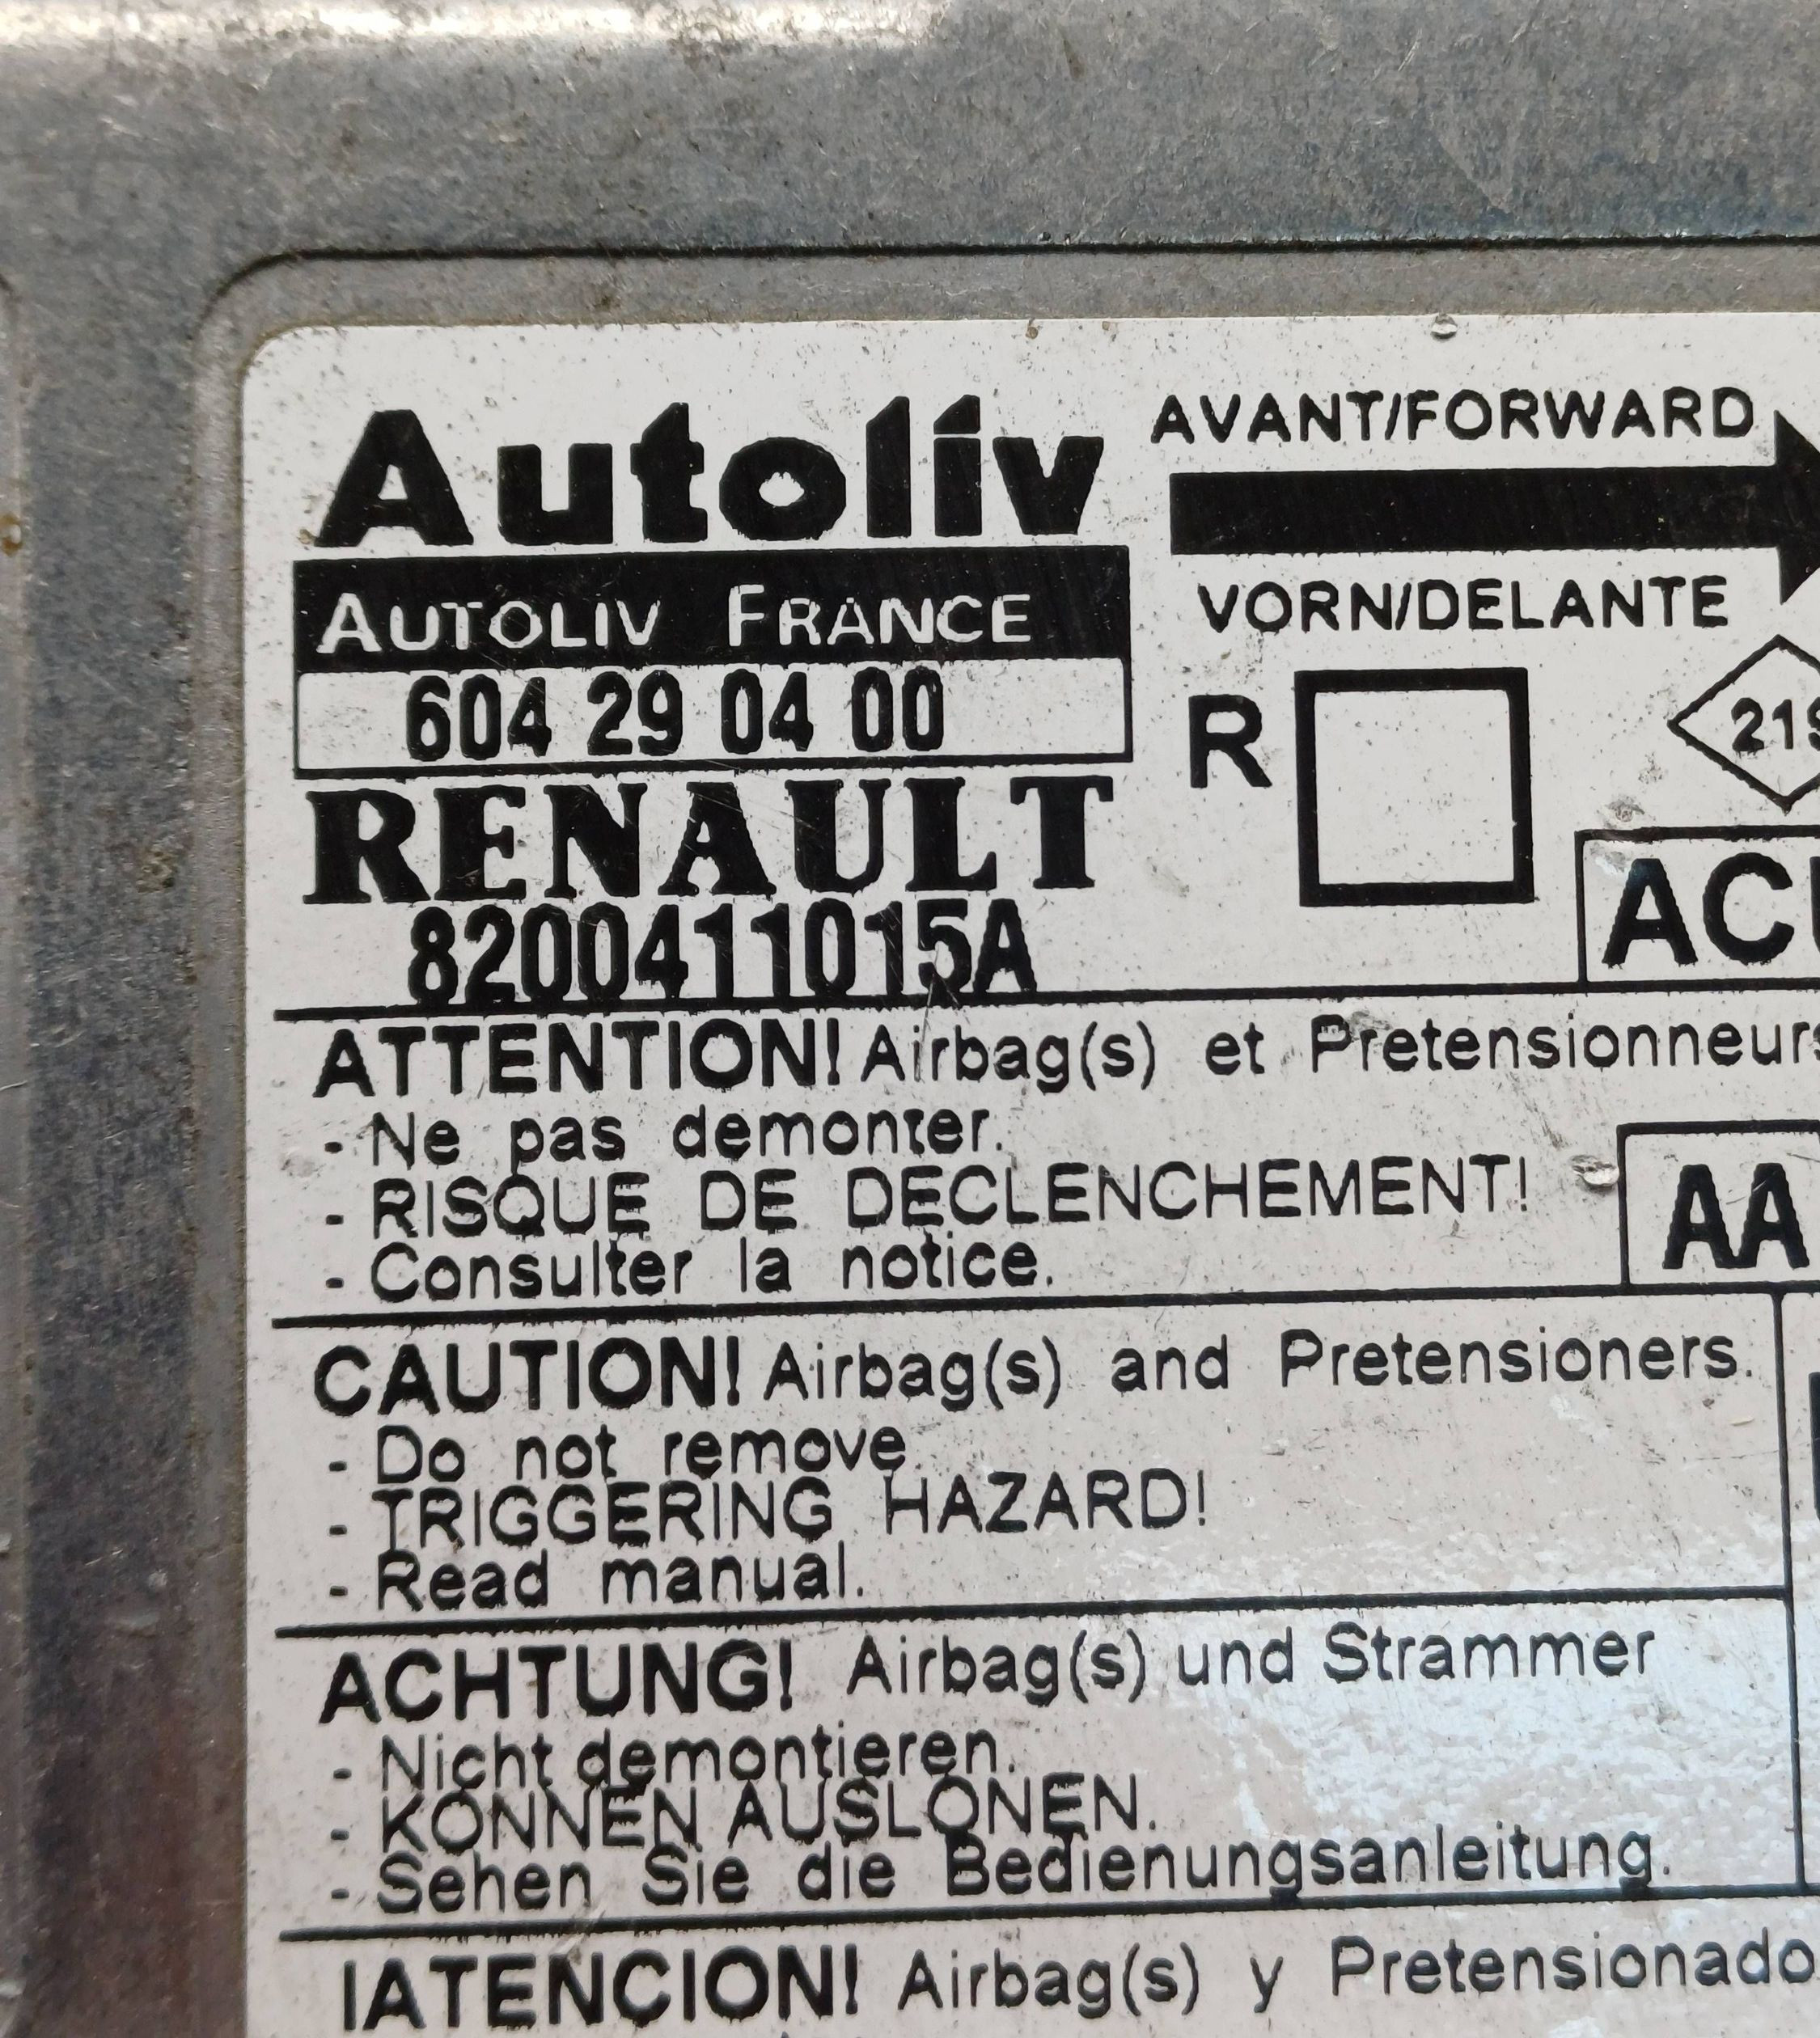 Autoliv
AVANT/FORWARD
AUTOLIV FRANCE
VORN/DELANTE
604 29 04 00
R
RENAULT
8200411015A
ATTENTION! Airbag(s) et Pretensionneurs
- Ne pas demonter.
- RISQUE DE DECLENCHEMENT!
- Consulter la notice.
AA
CAUTION! Airbag(s) and Pretensioners.
- Do not remove.
- TRIGGERING HAZARD!
- Read manual.
ACHTUNG! Airbag(s) und Strammer
- Nicht demontieren.
- KONNEN AUSLONEN.
- Sehen Sie die Bedienungsanleitung.
IATENCION! Airbag(s) y Pretensionado